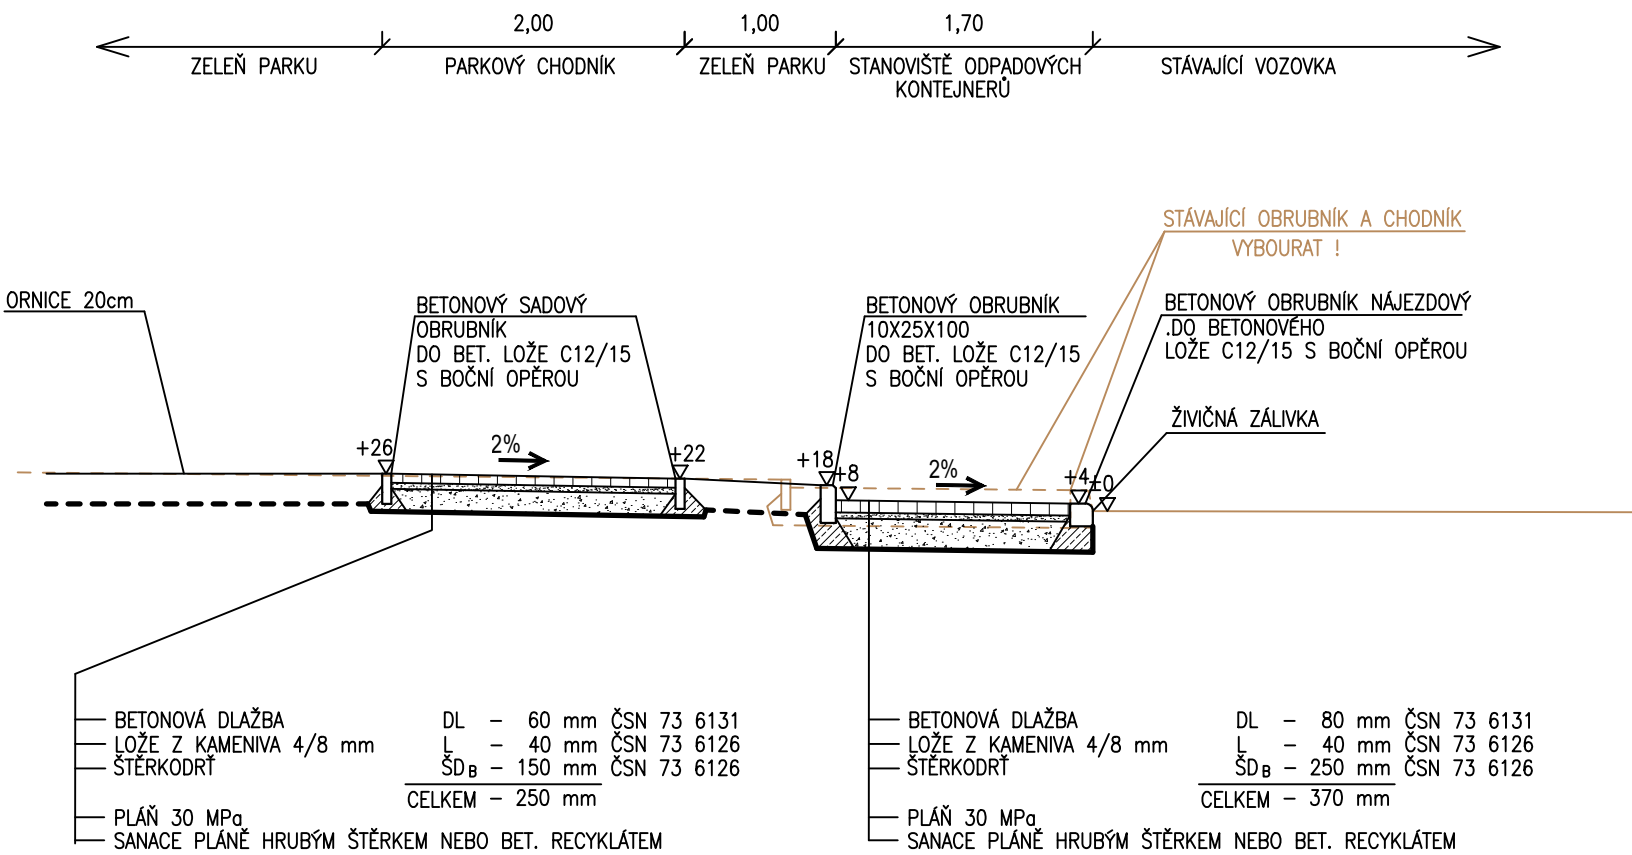 2,00 1,00 1,70
ZELEŇ PARKU PARKOVÝ CHODNÍK ZELEŇ PARKU STANOVIŠTĚ ODPADOVÝCH STÁVAJÍCÍ VOZOVKA
KONTEJNERŮ
STÁVAJÍCÍ OBRUBNÍK A CHODNÍK
VYBOURAT !
ORNICE 20cm
BETONOVÝ SADOVÝ
OBRUBNÍK
DO BET. LOŽE C12/15
S BOČNÍ OPĚROU
BETONOVÝ OBRUBNÍK
10X25X100
DO BET. LOŽE C12/15
S BOČNÍ OPĚROU
BETONOVÝ OBRUBNÍK NÁJEZDOVÝ
.DO BETONOVÉHO
LOŽE C12/15 S BOČNÍ OPĚROU
ŽIVIČNÁ ZÁLIVKA
+26 2% +22 +18 +8 2% +4 ±0
BETONOVÁ DLAŽBA DL - 60 mm ČSN 73 6131
LOŽE Z KAMENIVA 4/8 mm L - 40 mm ČSN 73 6126
ŠTĚRKODRŤ ŠDB - 150 mm ČSN 73 6126
CELKEM - 250 mm
PLÁŇ 30 MPa
SANACE PLÁNĚ HRUBÝM ŠTĚRKEM NEBO BET. RECYKLÁTEM
BETONOVÁ DLAŽBA DL - 80 mm ČSN 73 6131
LOŽE Z KAMENIVA 4/8 mm L - 40 mm ČSN 73 6126
ŠTĚRKODRŤ ŠDB - 250 mm ČSN 73 6126
CELKEM - 370 mm
PLÁŇ 30 MPa
SANACE PLÁNĚ HRUBÝM ŠTĚRKEM NEBO BET. RECYKLÁTEM